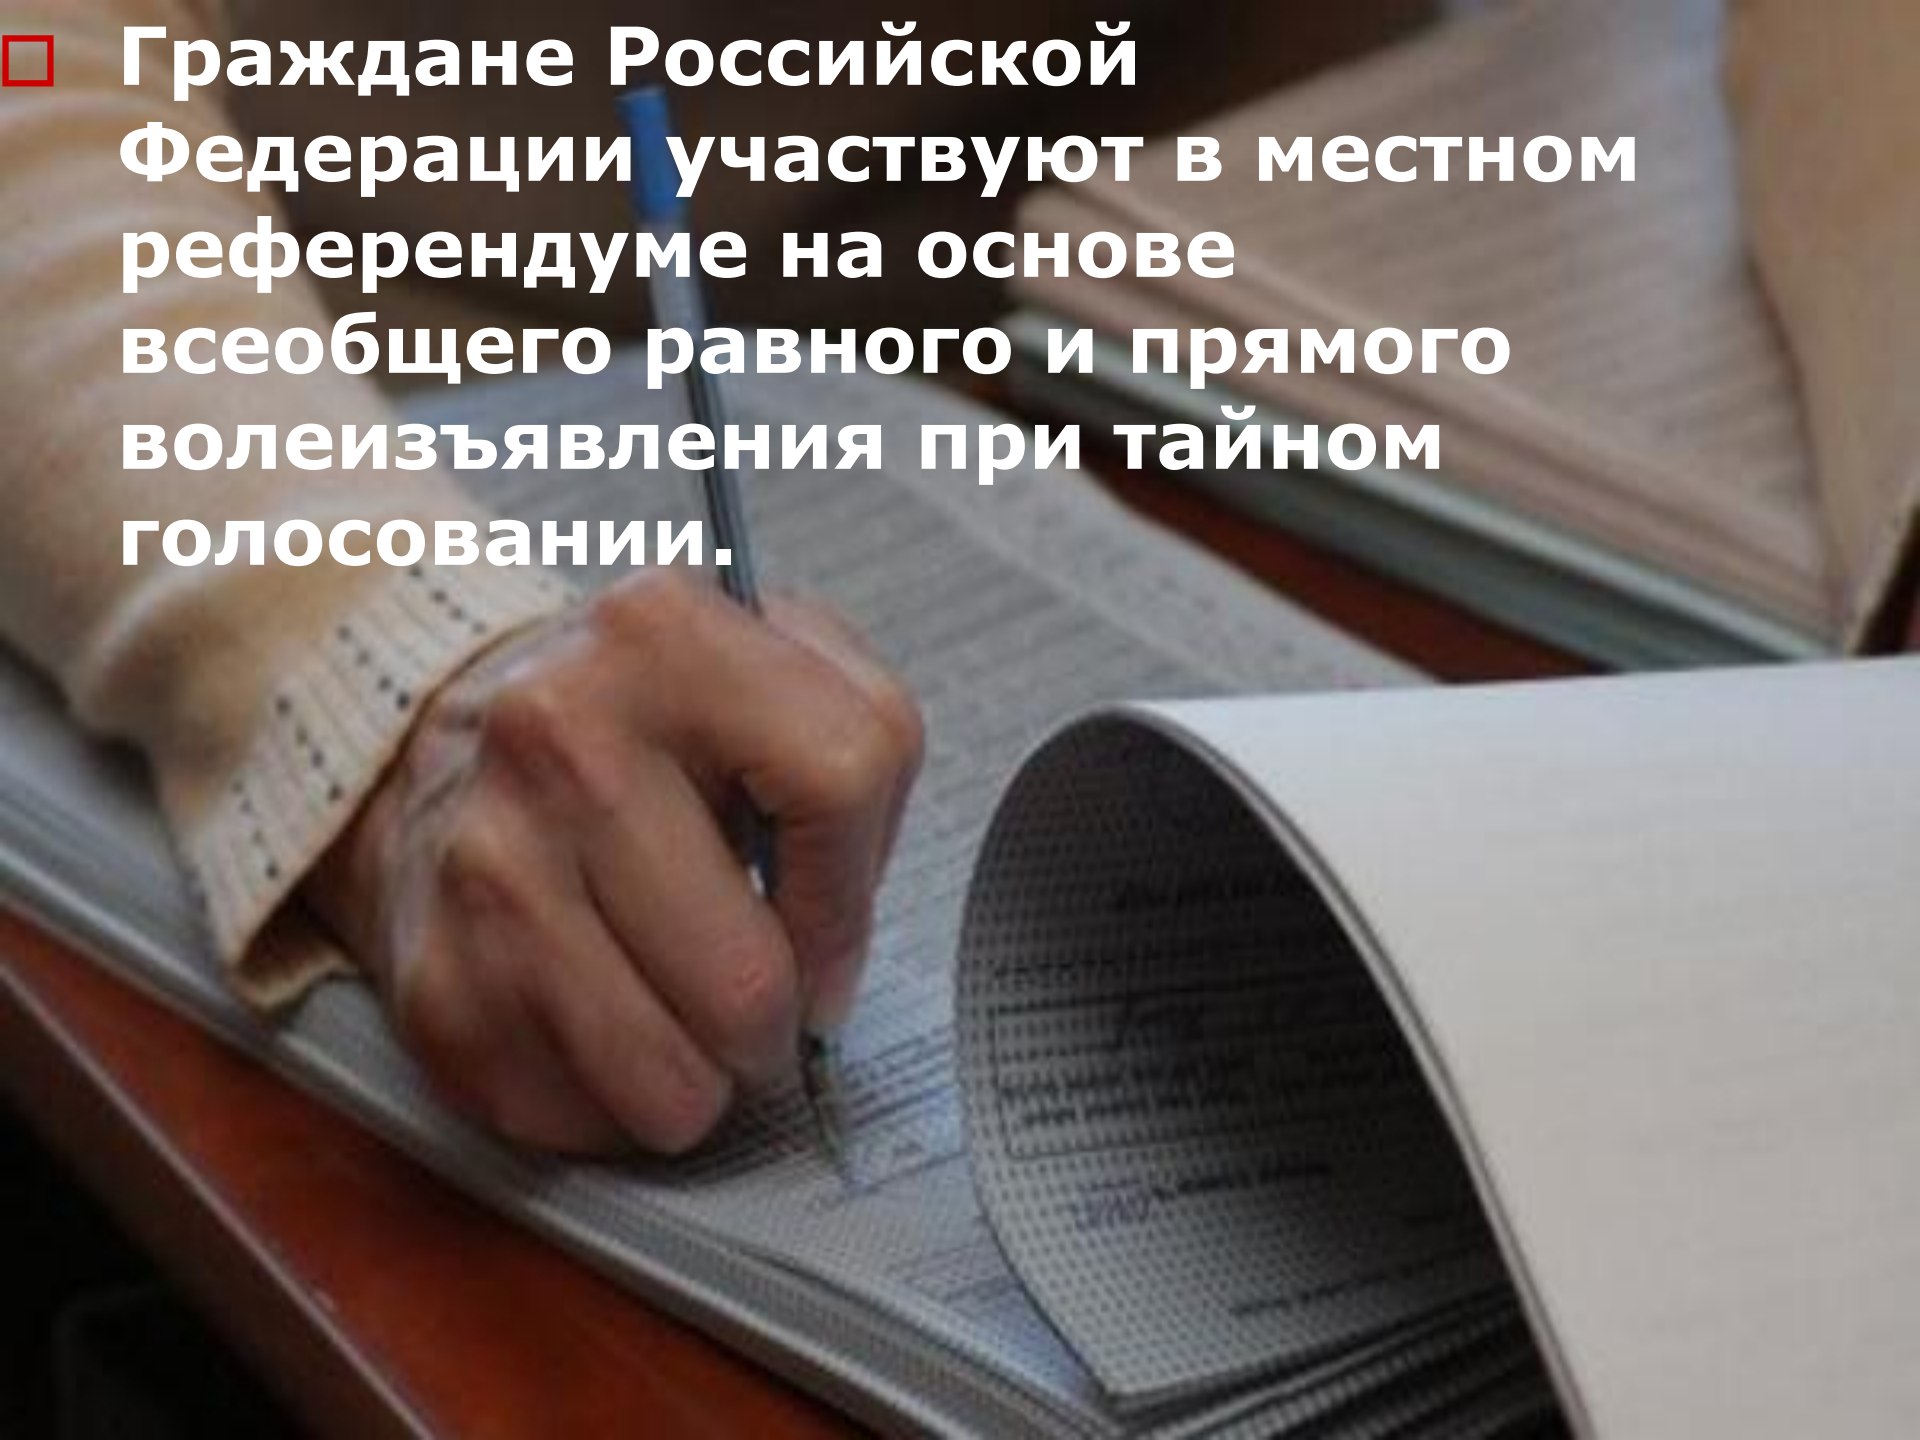 Граждане Российской
Федерации участвуют в местном
референдуме на основе
всеобщего равного и прямого
волеизъявления при тайном
голосовании.